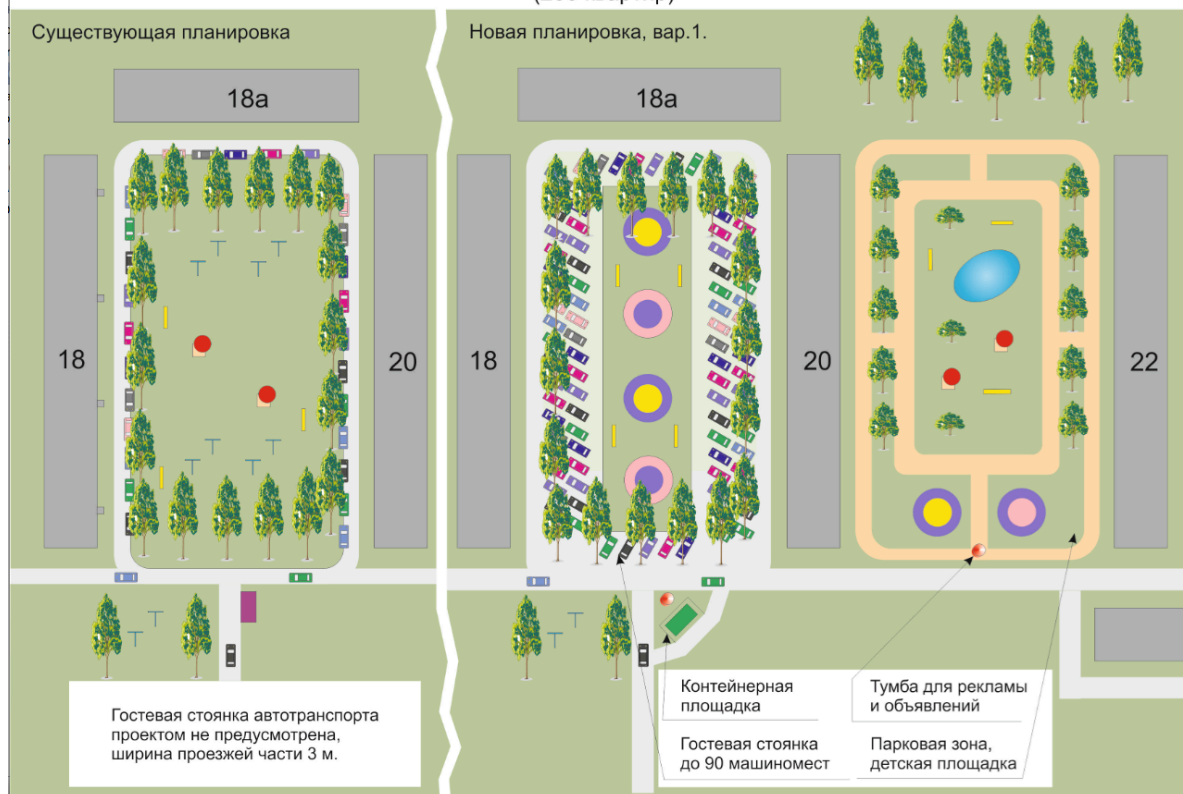 Существующая планировка
18а
18
20
Гостевая стоянка автотранспорта
проектом не предусмотрена,
ширина проезжей части 3 м.
Новая планировка, вар.1.
18а
18
20
22
Контейнерная
площадка
Гостевая стоянка
до 90 машиномест
Тумба для рекламы
и объявлений
Парковая зона,
детская площадка